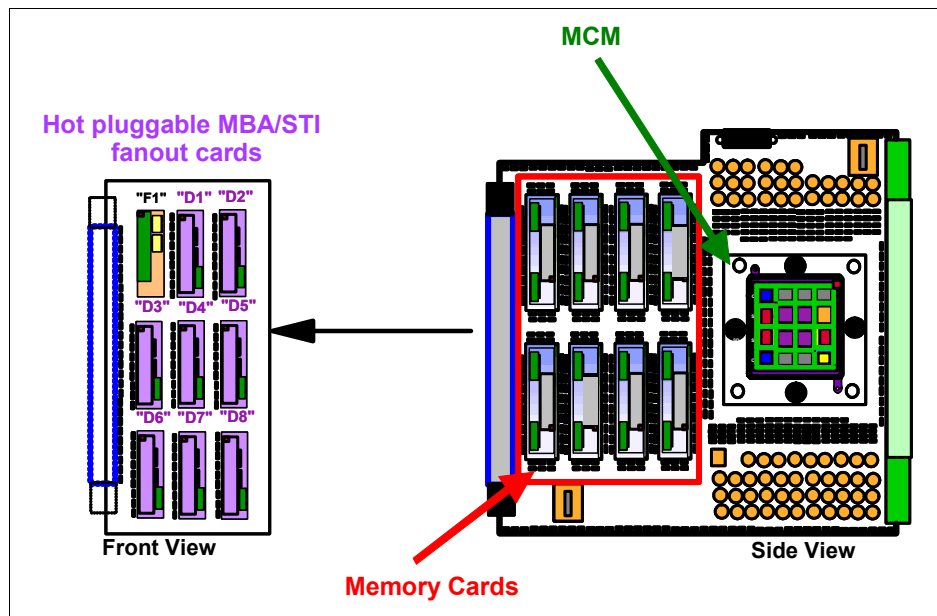 MCM
Hot pluggable MBA/STI
fanout cards
"F1" "D1" "D2"
"D3" "D4" "D5"
"D6" "D7" "D8"
Front View
Side View
Memory Cards